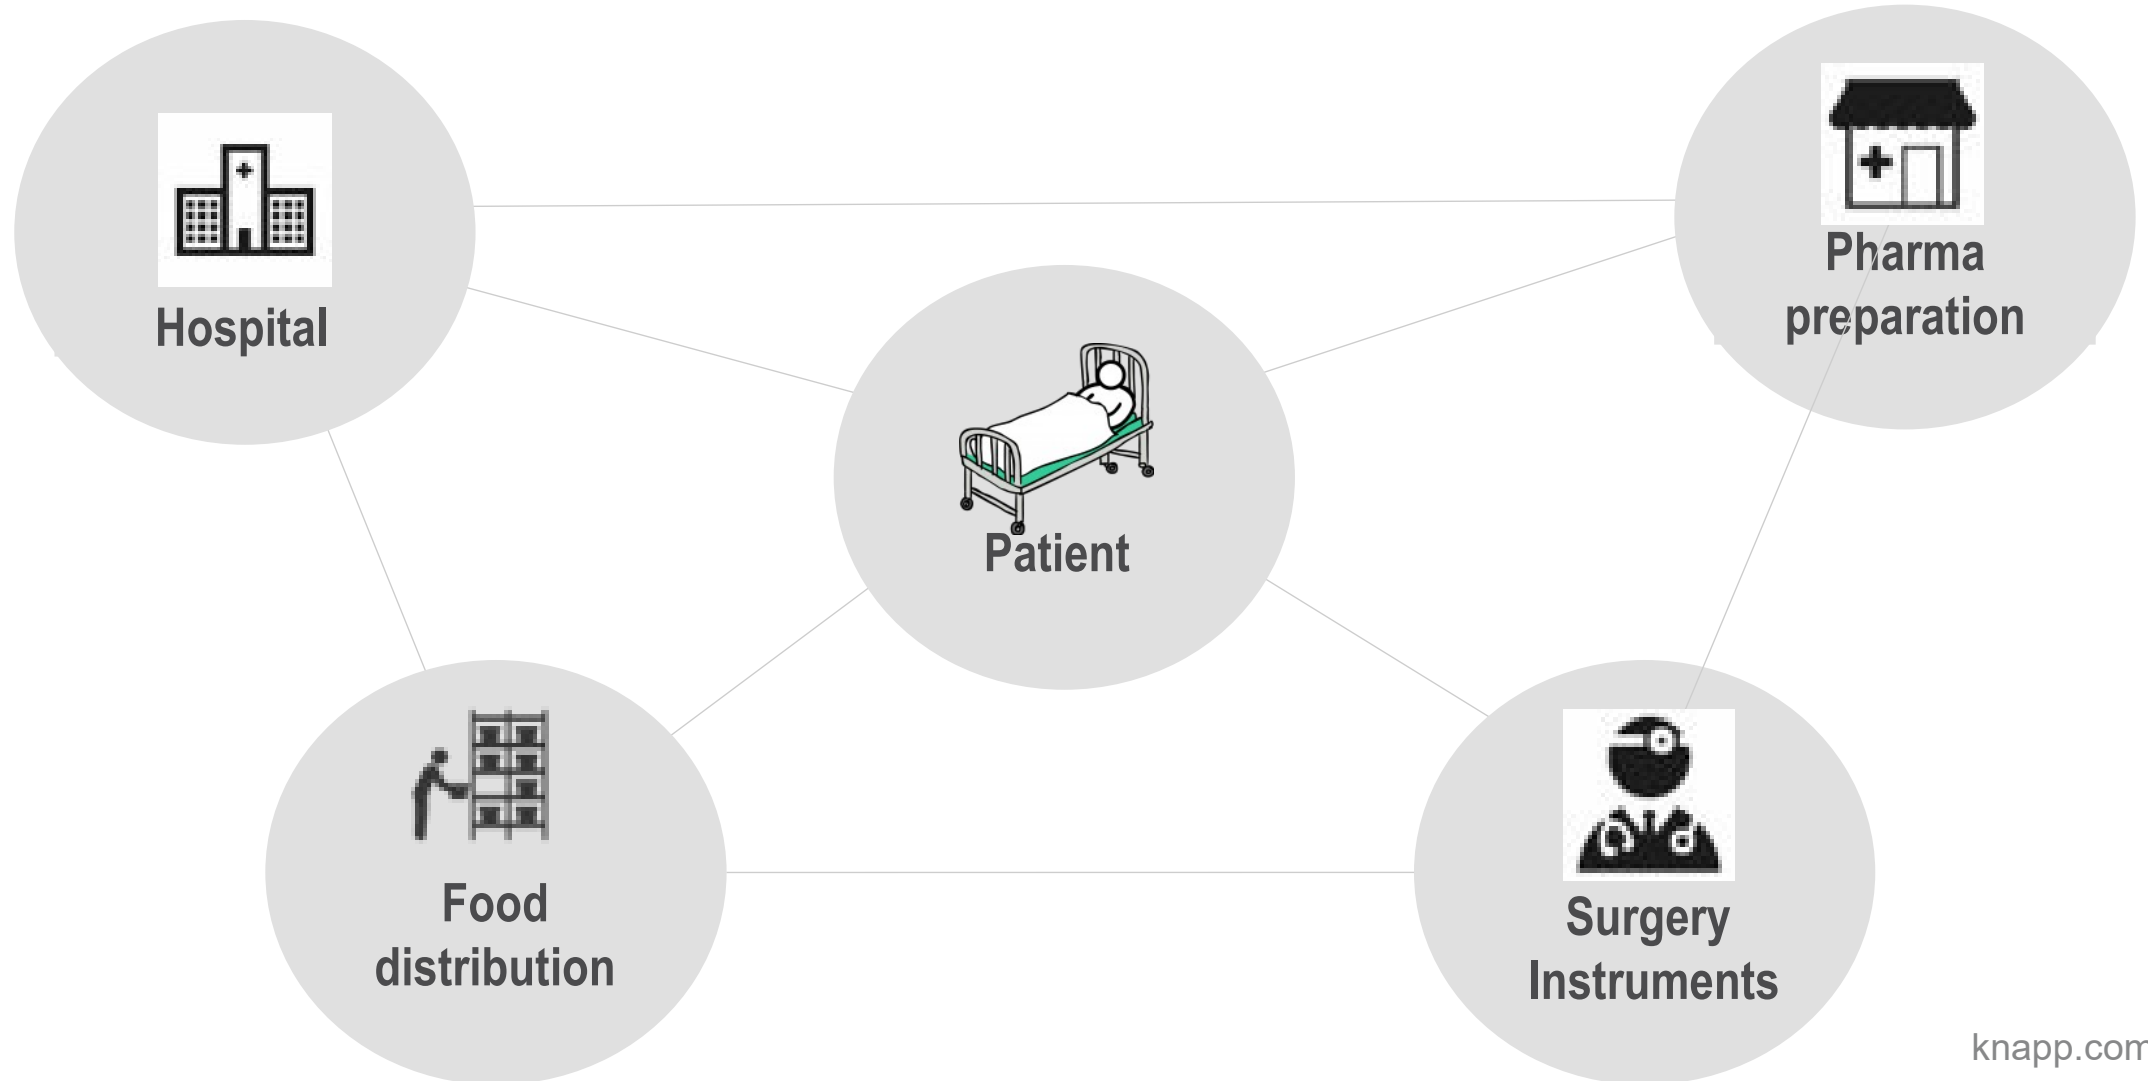 Hospital
Pharma
preparation
Patient
Food
distribution
Surgery
Instruments
knapp.com